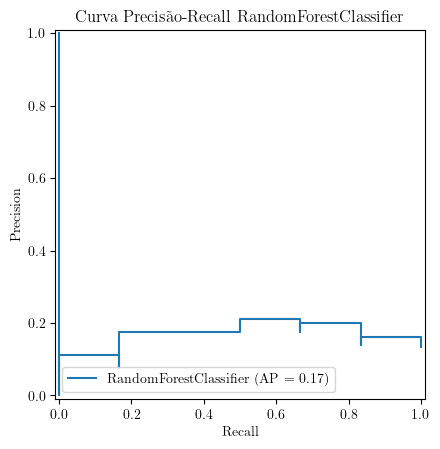 Curva Precisão-Recall RandomForestClassifier
1.0
0.8
0.6
0.4
0.2
0.0
Precision
RandomForestClassifier (AP = 0.17)
0.0 0.2 0.4 0.6 0.8 1.0
Recall